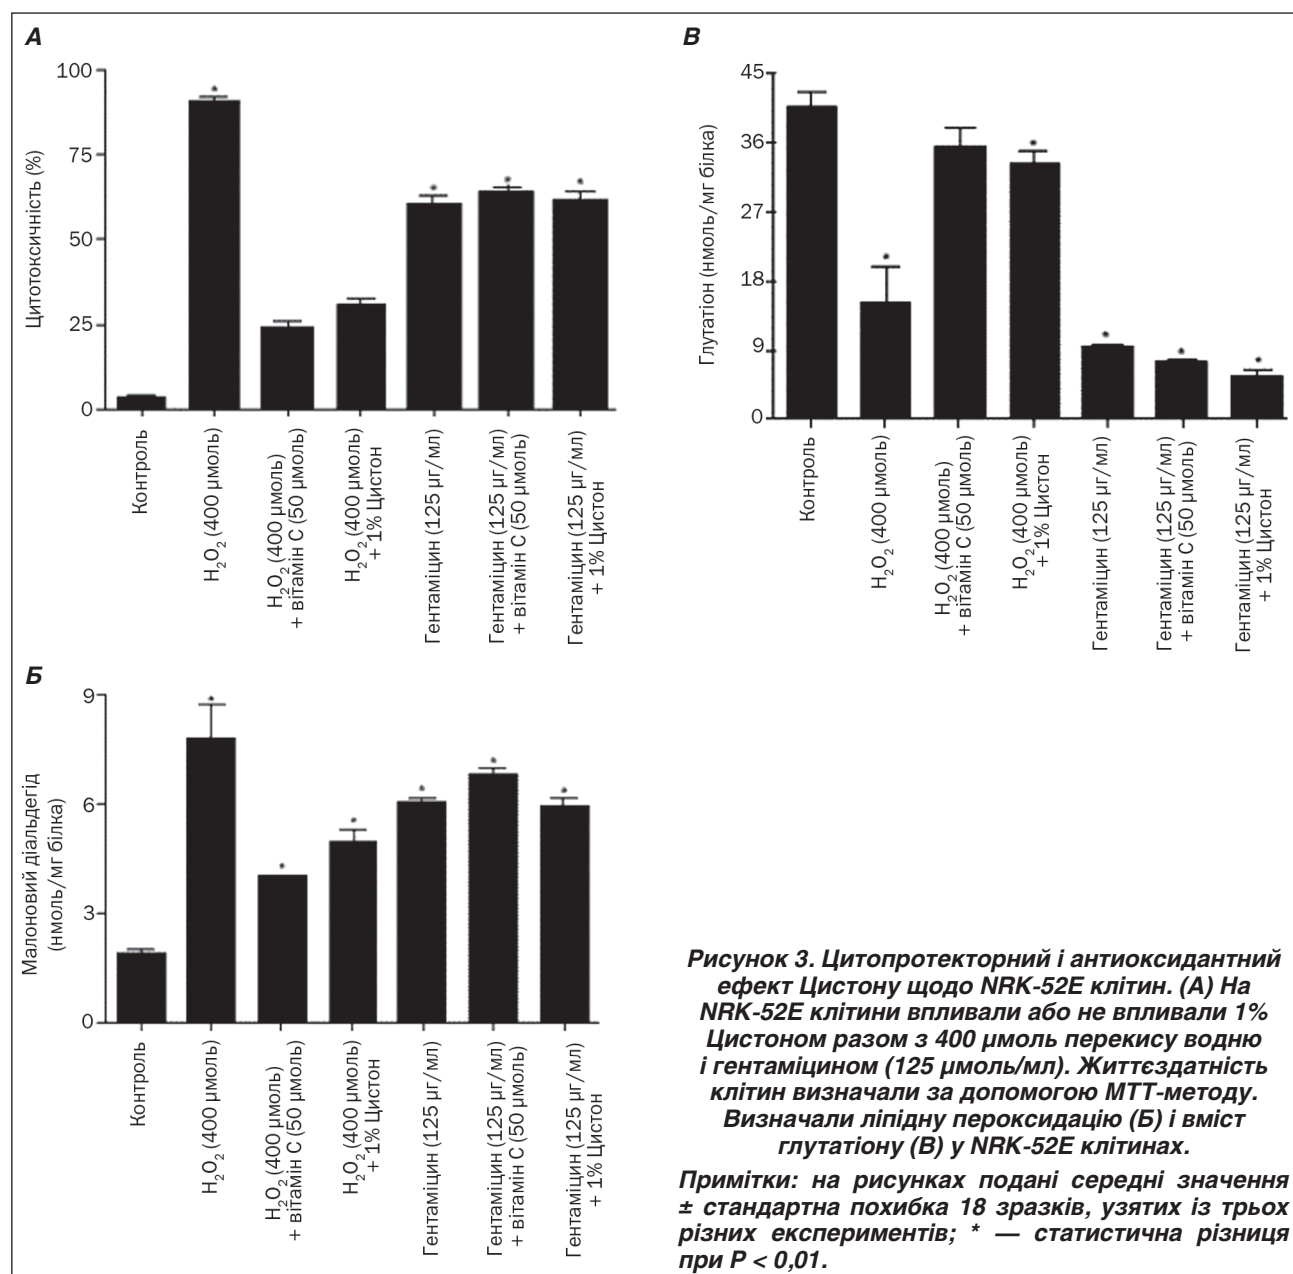 А
Цитотоксичність (%)
100
75
50
25
0
*
*
*
*
Контроль
H₂O₂ (400 μмоль)
H₂O₂ (400 μмоль)
+ вітамін С (50 μмоль)
H₂O₂ (400 μмоль)
+ 1% Цистон
Гентаміцин (125 μг/мл)
Гентаміцин (125 μг/мл)
+ вітамін С (50 μмоль)
Гентаміцин (125 μг/мл)
+ 1% Цистон
В
Глутатіон (нмоль/мг білка)
45
36
27
18
9
0
*
*
*
*
*
Контроль
H₂O₂ (400 μмоль)
H₂O₂ (400 μмоль)
+ вітамін С (50 μмоль)
H₂O₂ (400 μмоль)
+ 1% Цистон
Гентаміцин (125 μг/мл)
Гентаміцин (125 μг/мл)
+ вітамін С (50 μмоль)
Гентаміцин (125 μг/мл)
+ 1% Цистон
Б
Малоновий діальдегід
(нмоль/мг білка)
9
6
3
0
*
*
*
*
*
*
Контроль
H₂O₂ (400 μмоль)
H₂O₂ (400 μмоль)
+ вітамін С (50 μмоль)
H₂O₂ (400 μмоль)
+ 1% Цистон
Гентаміцин (125 μг/мл)
Гентаміцин (125 μг/мл)
+ вітамін С (50 μмоль)
Гентаміцин (125 μг/мл)
+ 1% Цистон
Рисунок 3. Цитопротекторний і антиоксидантний
ефект Цистону щодо NRK-52E клітин. (А) На
NRK-52E клітини впливали або не впливали 1%
Цистоном разом з 400 μмоль перекису водню
і гентаміцином (125 μмоль/мл). Життєздатність
клітин визначали за допомогою МТТ-методу.
Визначали ліпідну пероксидацію (Б) і вміст
глутатіону (В) у NRK-52E клітинах.
Примітки: на рисунках подані середні значення
± стандартна похибка 18 зразків, узятих із трьох
різних експериментів; * — статистична різниця
при P < 0,01.